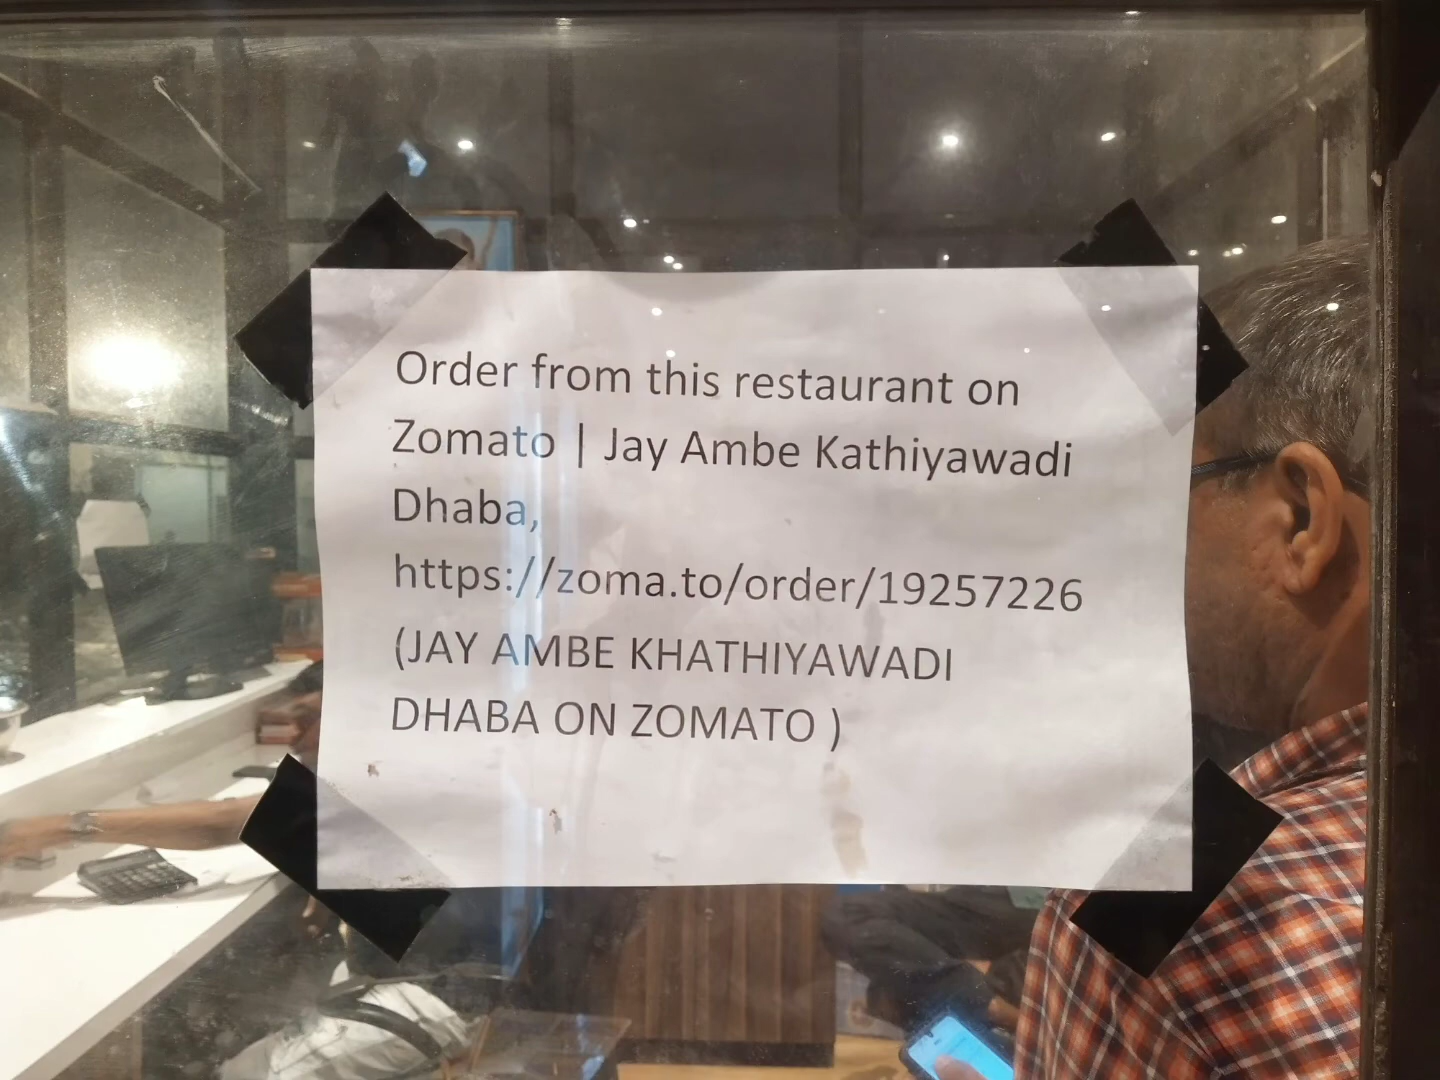 Order from this restaurant on
Zomato | Jay Ambe Kathiyawadi
Dhaba,
https://zoma.to/order/19257226
(JAY AMBE KHATHIYAWADI
DHABA ON ZOMATO )